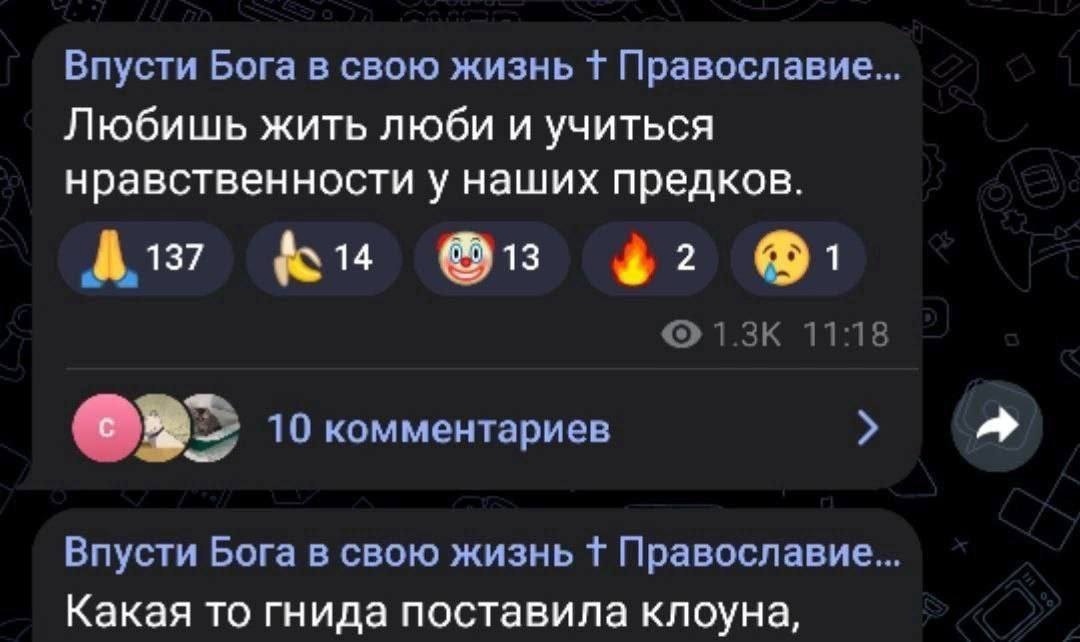 Впусти Бога в свою жизнь † Православие...
Любишь жить люби и учиться
нравственности у наших предков.
137 14 13 2 1
1.3K 11:18
С 10 комментариев
Впусти Бога в свою жизнь † Православие...
Какая то гнида поставила клоуна,